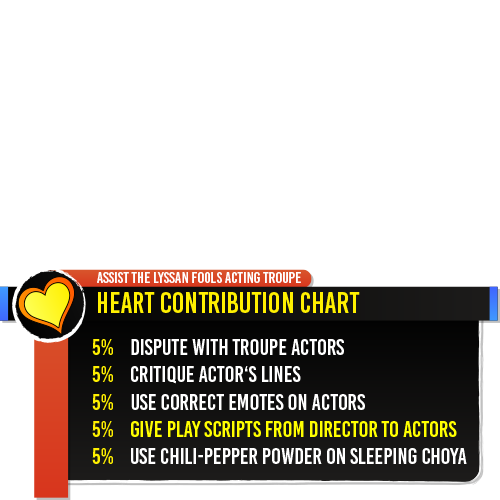 ASSIST THE LYSSAN FOOLS ACTING TROUPE
HEART CONTRIBUTION CHART
5% DISPUTE WITH TROUPE ACTORS
5% CRITIQUE ACTOR'S LINES
5% USE CORRECT EMOTES ON ACTORS
5% GIVE PLAY SCRIPTS FROM DIRECTOR TO ACTORS
5% USE CHILI-PEPPER POWDER ON SLEEPING CHOYA